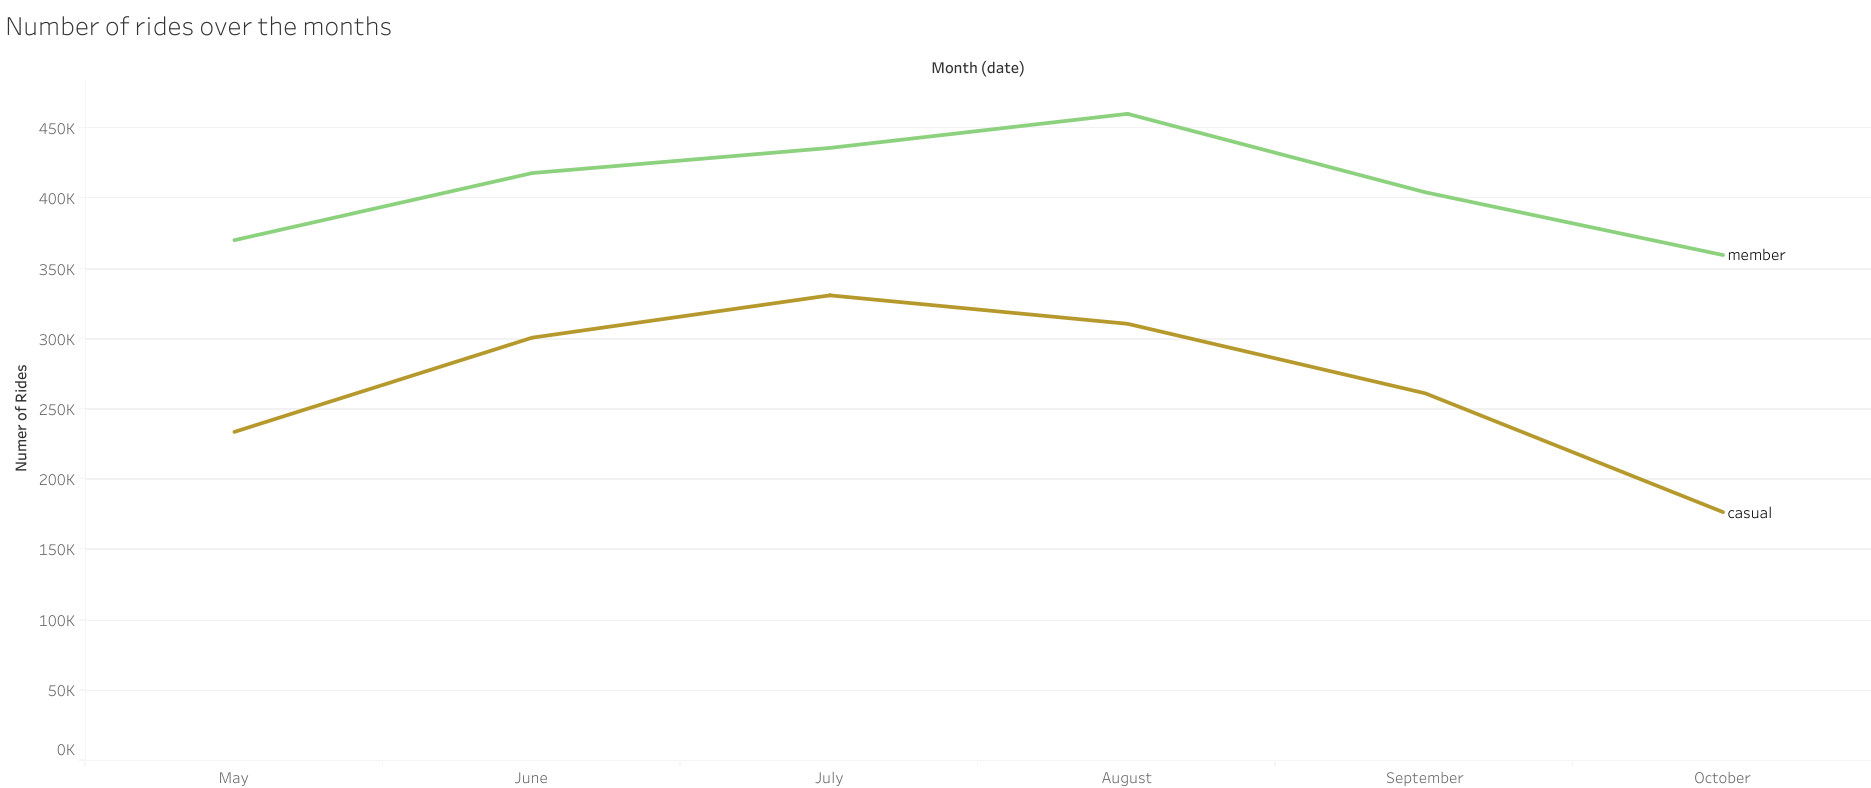 Number of rides over the months
Month (date)
Numer of Rides
450K
400K
350K
300K
250K
200K
150K
100K
50K
0K
member
casual
May June July August September October